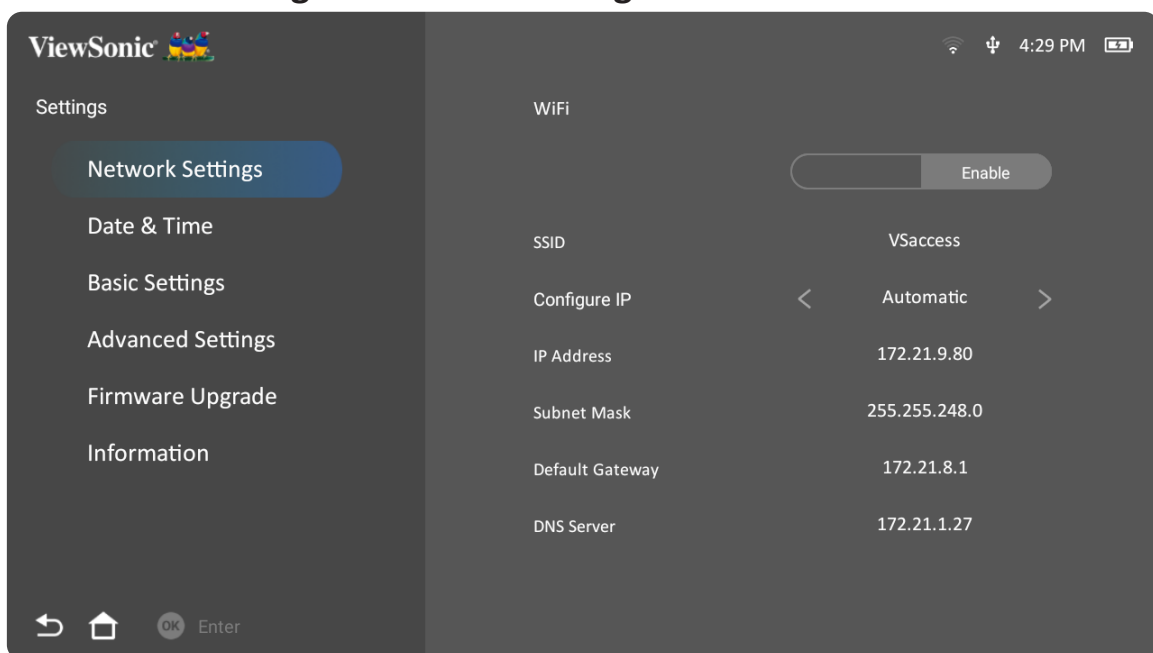 ViewSonic®
4:29 PM
Settings
WiFi
Network Settings
Enable
Date & Time
SSID VSaccess
Basic Settings
Configure IP < Automatic >
Advanced Settings
IP Address 172.21.9.80
Firmware Upgrade
Subnet Mask 255.255.248.0
Information
Default Gateway 172.21.8.1
DNS Server 172.21.1.27
OK Enter